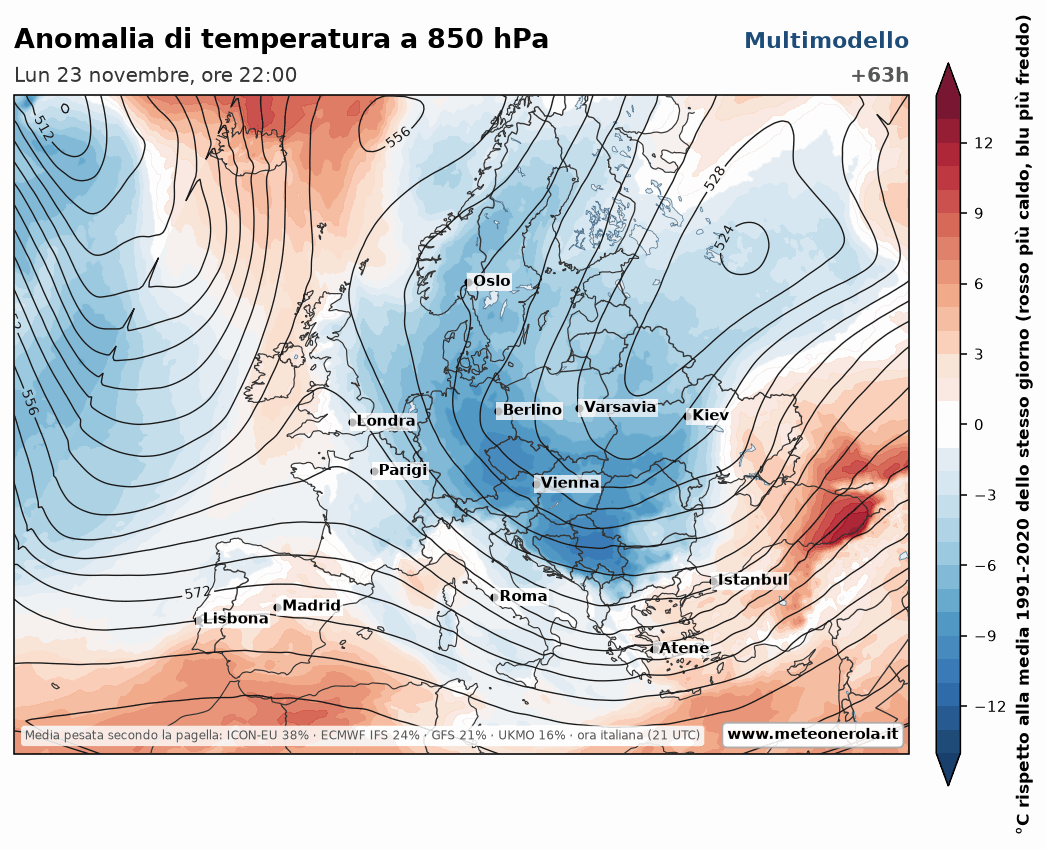 Anomalia di temperatura a 850 hPa
Multimodello
Lun 23 novembre, ore 22:00
+63h
512
556
528
524
556
572
Oslo
Londra
Berlino
Varsavia
Kiev
Parigi
Vienna
Istanbul
Roma
Madrid
Lisbona
Atene
12
9
6
3
0
−3
−6
−9
−12
°C rispetto alla media 1991-2020 dello stesso giorno (rosso più caldo, blu più freddo)
Media pesata secondo la pagella: ICON-EU 38% · ECMWF IFS 24% · GFS 21% · UKMO 16% · ora italiana (21 UTC)
www.meteonerola.it